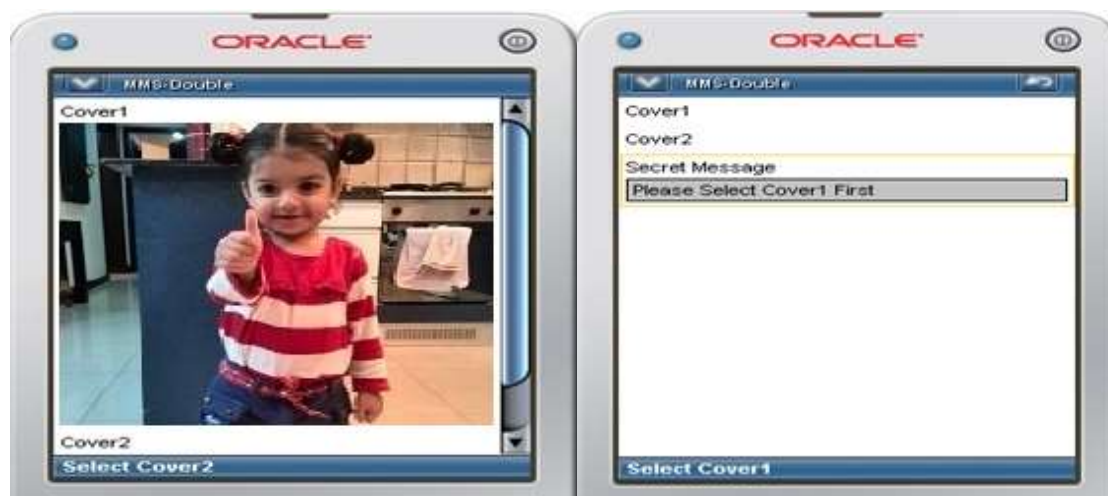 ORACLE
MMS-Double
Cover1
Cover2
Select Cover2
ORACLE
MMS-Double
Cover1
Cover2
Secret Message
Please Select Cover1 First
Select Cover1